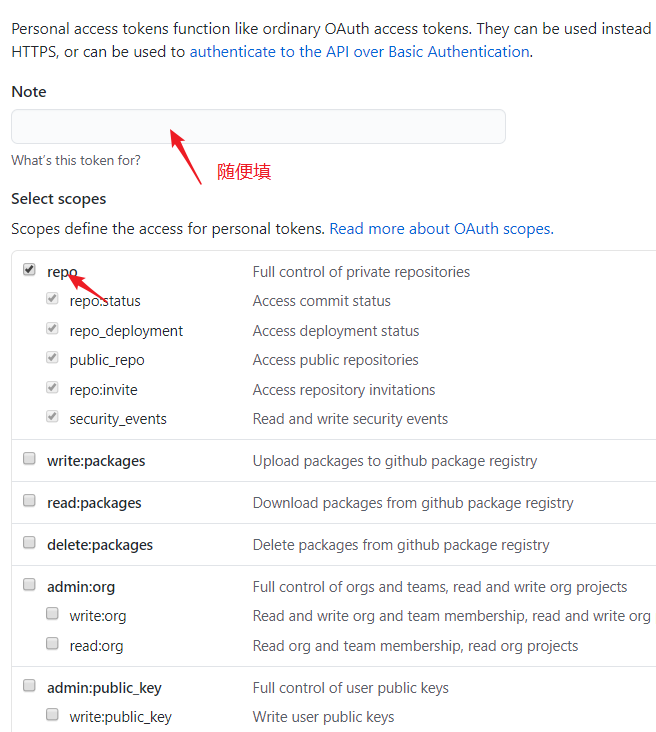 Personal access tokens function like ordinary OAuth access tokens. They can be used instead
HTTPS, or can be used to authenticate to the API over Basic Authentication.
Note
What's this token for?
随便填
Select scopes
Scopes define the access for personal tokens. Read more about OAuth scopes.
repo Full control of private repositories
repo:status Access commit status
repo_deployment Access deployment status
public_repo Access public repositories
repo:invite Access repository invitations
security_events Read and write security events
write:packages Upload packages to github package registry
read:packages Download packages from github package registry
delete:packages Delete packages from github package registry
admin:org Full control of orgs and teams, read and write org projects
write:org Read and write org and team membership, read and write org
read:org Read org and team membership, read org projects
admin:public_key Full control of user public keys
write:public_key Write user public keys